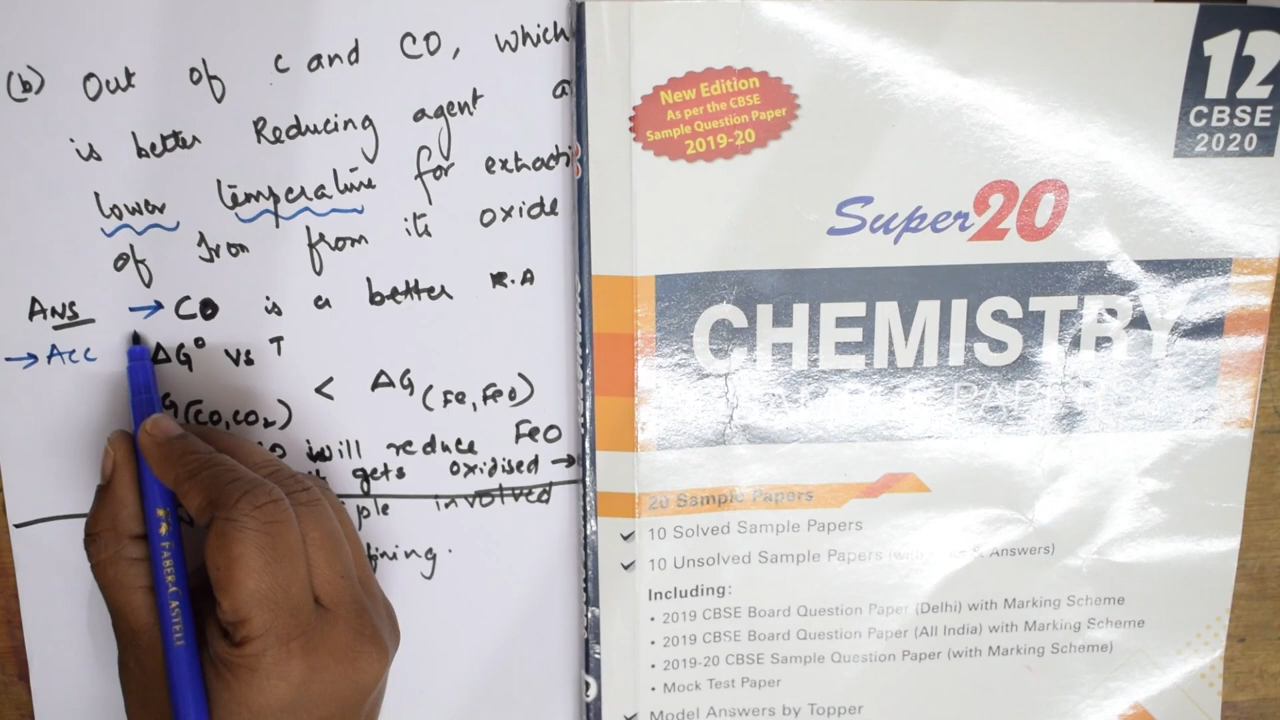 (b) Out of C and CO, which
is better Reducing agent
lower temperature for
of Iron from its oxide
Ans → CO is a better R.A
→ Acc ΔG° vs T
G(CO,CO₂) < ΔG(Fe,FeO)
will reduce FeO
gets oxidised →
involved
New Edition
As per the CBSE
Sample Question Paper
2019-20
12
CBSE
2020
Super20
CHEMISTRY
20 Sample Papers
10 Solved Sample Papers
10 Unsolved Sample Papers & Answers)
Including:
• 2019 CBSE Board Question Paper (Delhi) with Marking Scheme
• 2019 CBSE Board Question Paper (All India) with Marking Scheme
• 2019-20 CBSE Sample Question Paper (with Marking Scheme)
• Mock Test Paper
Model Answers by Topper
FABER-CASTELL